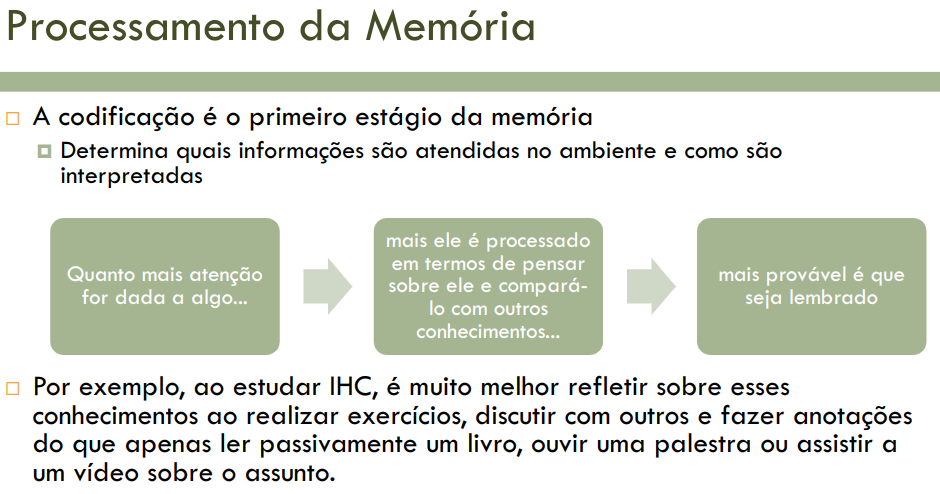 Processamento da Memória
A codificação é o primeiro estágio da memória
Determina quais informações são atendidas no ambiente e como são
interpretadas
Quanto mais atenção
for dada a algo...
mais ele é processado
em termos de pensar
sobre ele e compará-
lo com outros
conhecimentos...
mais provável é que
seja lembrado
Por exemplo, ao estudar IHC, é muito melhor refletir sobre esses
conhecimentos ao realizar exercícios, discutir com outros e fazer anotações
do que apenas ler passivamente um livro, ouvir uma palestra ou assistir a
um vídeo sobre o assunto.